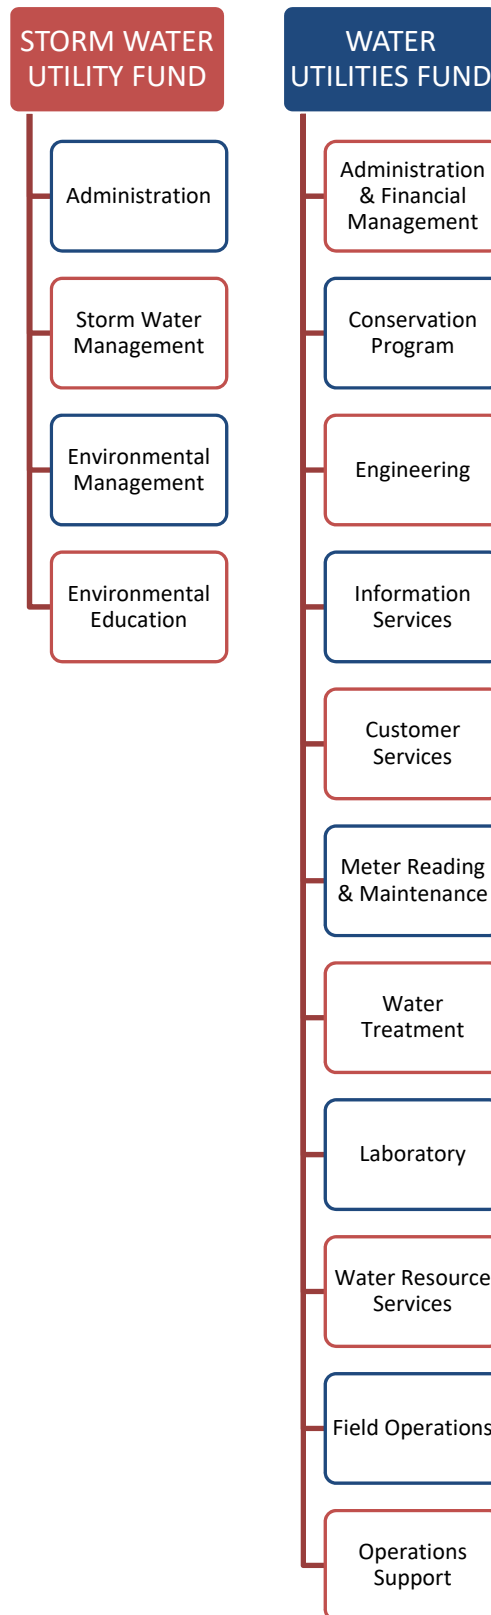 STORM WATER
UTILITY FUND
Administration
Storm Water
Management
Environmental
Management
Environmental
Education
WATER
UTILITIES FUND
Administration
& Financial
Management
Conservation
Program
Engineering
Information
Services
Customer
Services
Meter Reading
& Maintenance
Water
Treatment
Laboratory
Water Resource
Services
Field Operations
Operations
Support